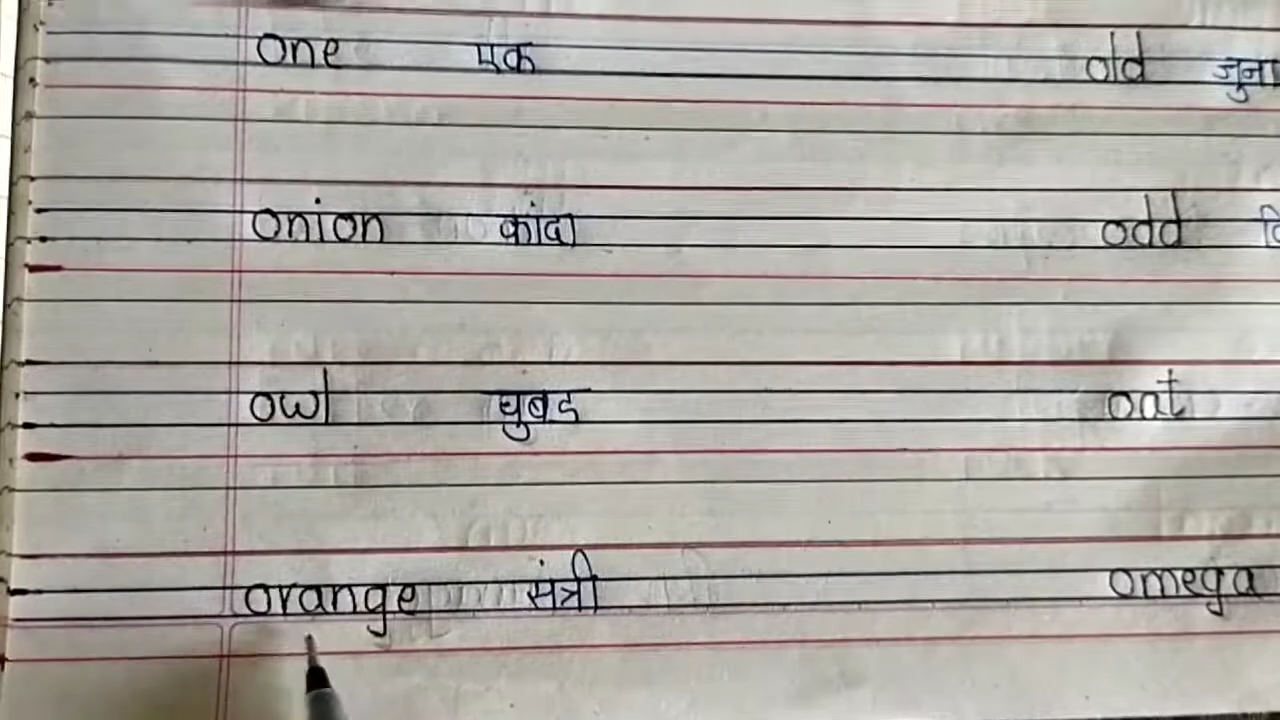 one एक old जुना
onion कांदा odd
owl घुबड oat
orange संत्री omega